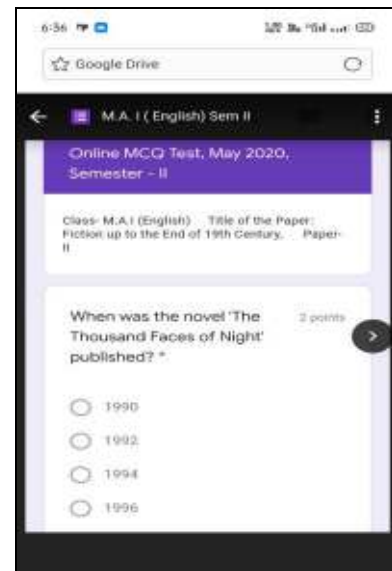 6:56
Google Drive
M.A. I ( English) Sem II
Online MCQ Test, May 2020,
Semester - II
Class- M.A.I (English) Title of the Paper:
Fiction up to the End of 19th Century, Paper-
II
When was the novel 'The 2 points
Thousand Faces of Night'
published? *
1990
1992
1994
1996